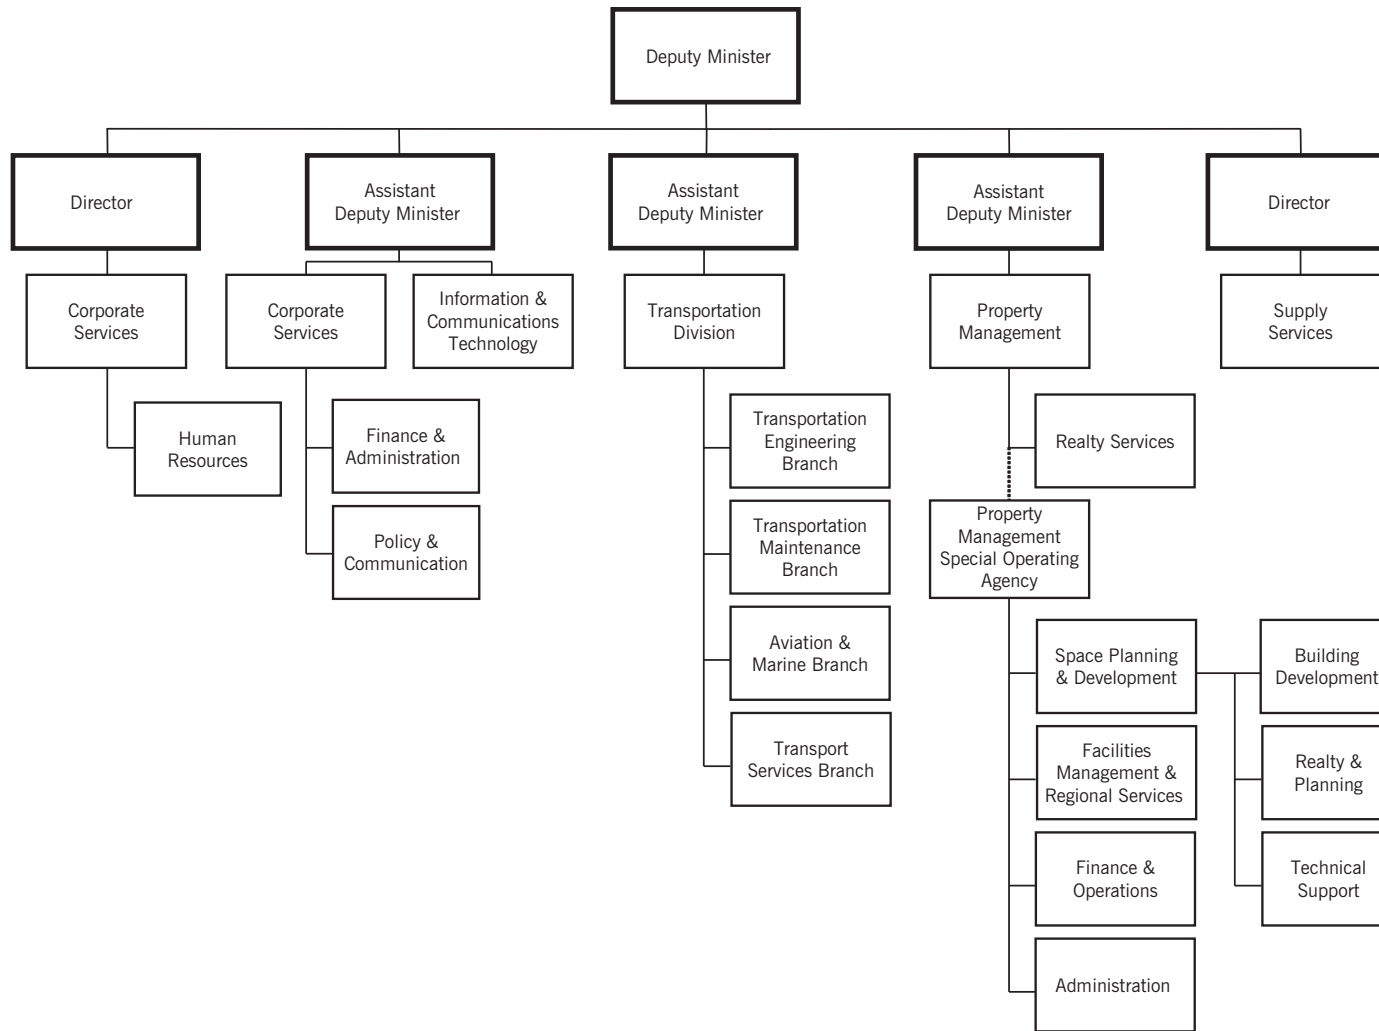 Deputy Minister
Director
Assistant
Deputy Minister
Assistant
Deputy Minister
Assistant
Deputy Minister
Director
Corporate
Services
Corporate
Services
Information &
Communications
Technology
Transportation
Division
Property
Management
Supply
Services
Human
Resources
Finance &
Administration
Policy &
Communication
Transportation
Engineering
Branch
Transportation
Maintenance
Branch
Aviation &
Marine Branch
Transport
Services Branch
Realty Services
Property
Management
Special Operating
Agency
Space Planning
& Development
Facilities
Management &
Regional Services
Finance &
Operations
Administration
Building
Development
Realty &
Planning
Technical
Support